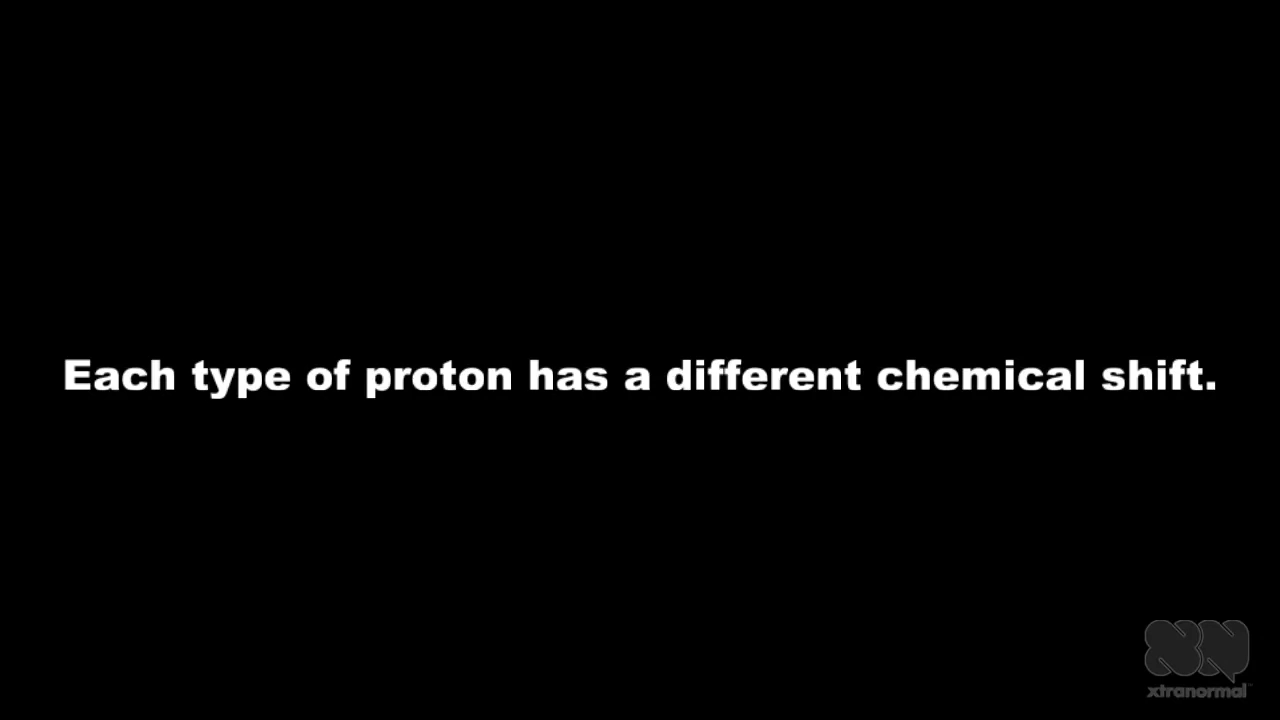 Each type of proton has a different chemical shift.
xtranormal